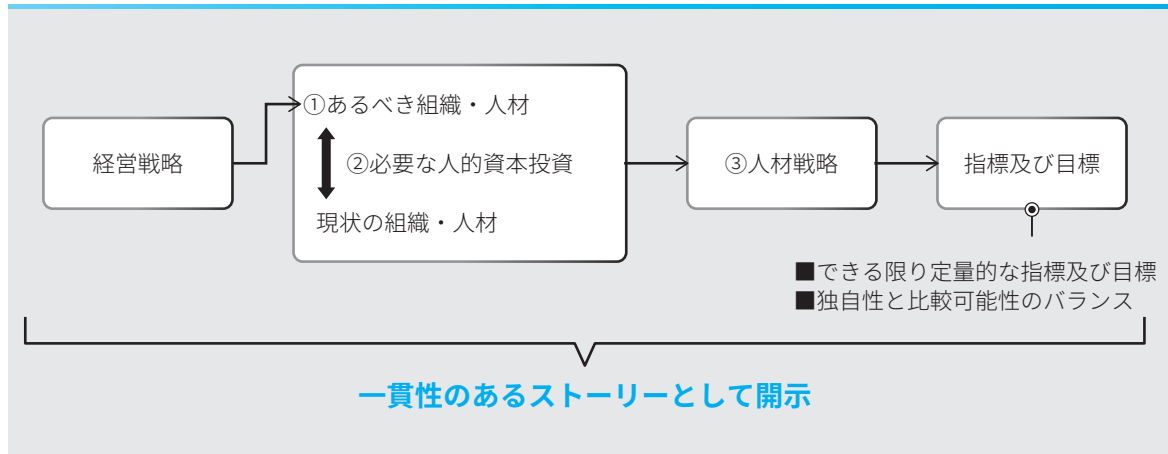 経営戦略
①あるべき組織・人材
②必要な人的資本投資
現状の組織・人材
③人材戦略
指標及び目標
■できる限り定量的な指標及び目標
■独自性と比較可能性のバランス
一貫性のあるストーリーとして開示